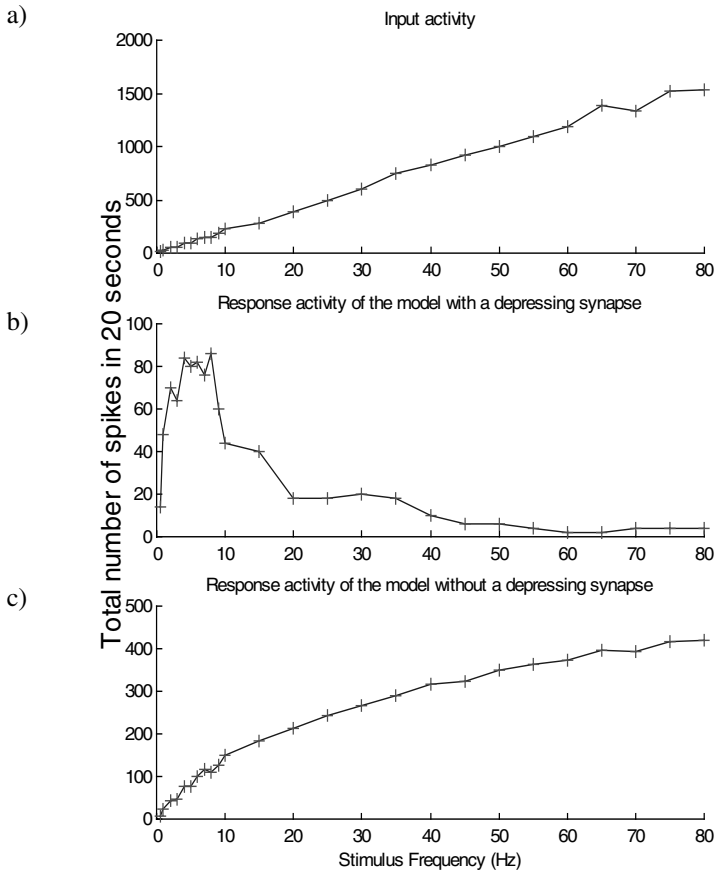 a)
Input activity
2000
1500
1000
500
0
0 10 20 30 40 50 60 70 80
Total number of spikes in 20 seconds
b)
Response activity of the model with a depressing synapse
100
80
60
40
20
0
0 10 20 30 40 50 60 70 80
c)
Response activity of the model without a depressing synapse
500
400
300
200
100
0
0 10 20 30 40 50 60 70 80
Stimulus Frequency (Hz)